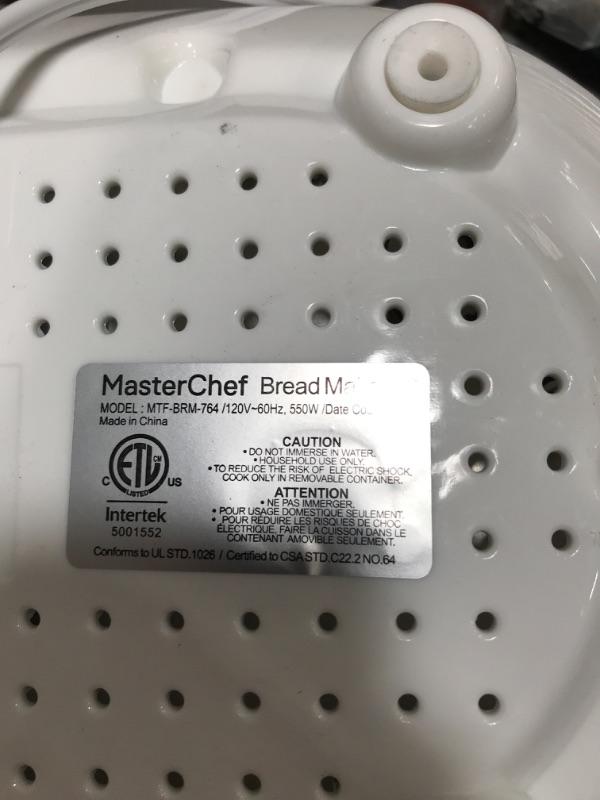 MasterChef Bread
MODEL : MTF-BRM-764 /120V~60Hz, 550W /Date
Made in China
CAUTION
• DO NOT IMMERSE IN WATER.
• HOUSEHOLD USE ONLY.
• TO REDUCE THE RISK OF ELECTRIC SHOCK,
COOK ONLY IN REMOVABLE CONTAINER.
ATTENTION
• NE PAS IMMERGER.
• POUR USAGE DOMESTIQUE SEULEMENT.
• POUR RÉDUIRE LES RISQUES DE CHOC
ÉLECTRIQUE, FAIRE LA CUISSON DANS LE
CONTENANT AMOVIBLE SEULEMENT.
ETL CM
LISTED
C US
Intertek
5001552
Conforms to UL STD.1026 / Certified to CSA STD.C22.2 NO.64